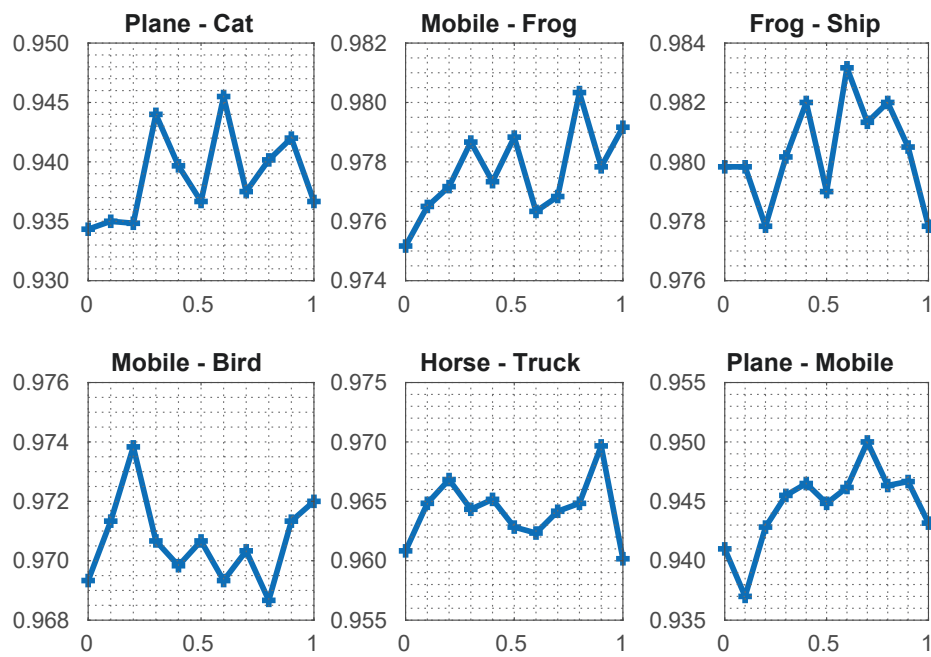 Plane - Cat
0.950
0.945
0.940
0.935
0.930
0 0.5 1
Mobile - Frog
0.982
0.980
0.978
0.976
0.974
0 0.5 1
Frog - Ship
0.984
0.982
0.980
0.978
0.976
0 0.5 1
Mobile - Bird
0.976
0.974
0.972
0.970
0.968
0 0.5 1
Horse - Truck
0.975
0.970
0.965
0.960
0.955
0 0.5 1
Plane - Mobile
0.955
0.950
0.945
0.940
0.935
0 0.5 1